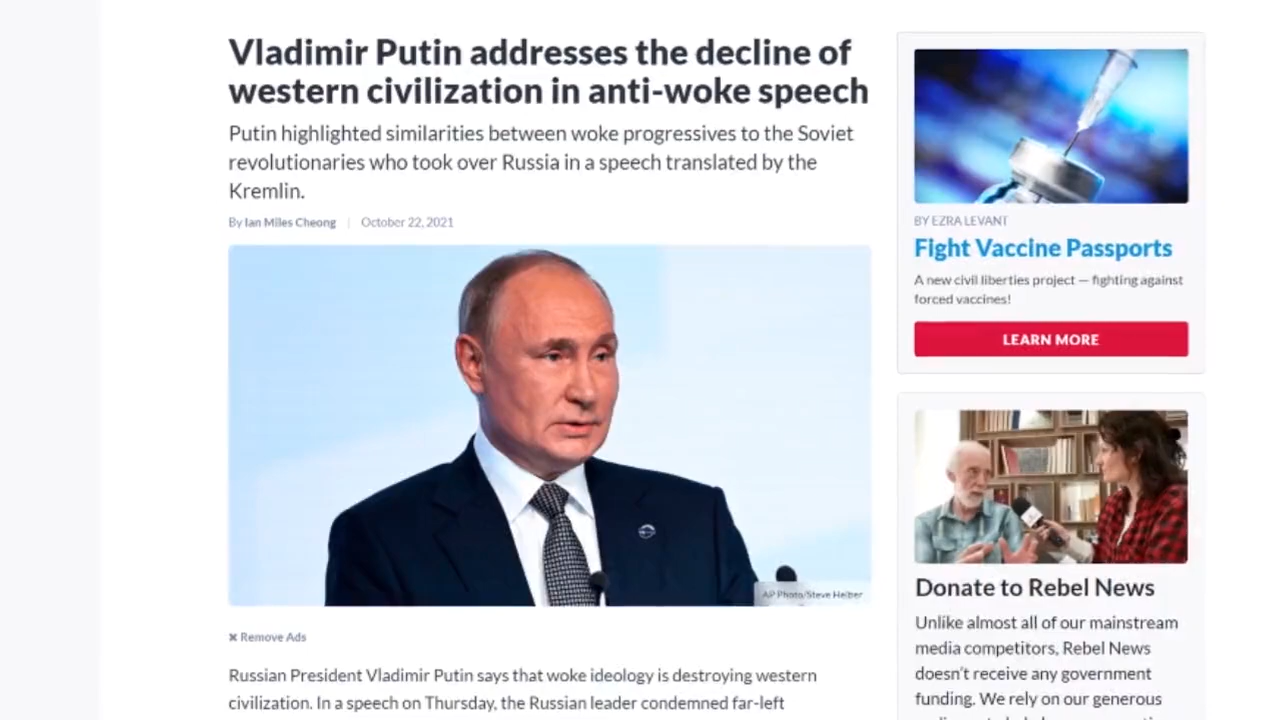 Vladimir Putin addresses the decline of
western civilization in anti-woke speech
Putin highlighted similarities between woke progressives to the Soviet
revolutionaries who took over Russia in a speech translated by the
Kremlin.
By Ian Miles Cheong | October 22, 2021
AP Photo/Steve Helber
✖ Remove Ads
Russian President Vladimir Putin says that woke ideology is destroying western
civilization. In a speech on Thursday, the Russian leader condemned far-left
BY EZRA LEVANT
Fight Vaccine Passports
A new civil liberties project — fighting against
forced vaccines!
LEARN MORE
Donate to Rebel News
Unlike almost all of our mainstream
media competitors, Rebel News
doesn't receive any government
funding. We rely on our generous